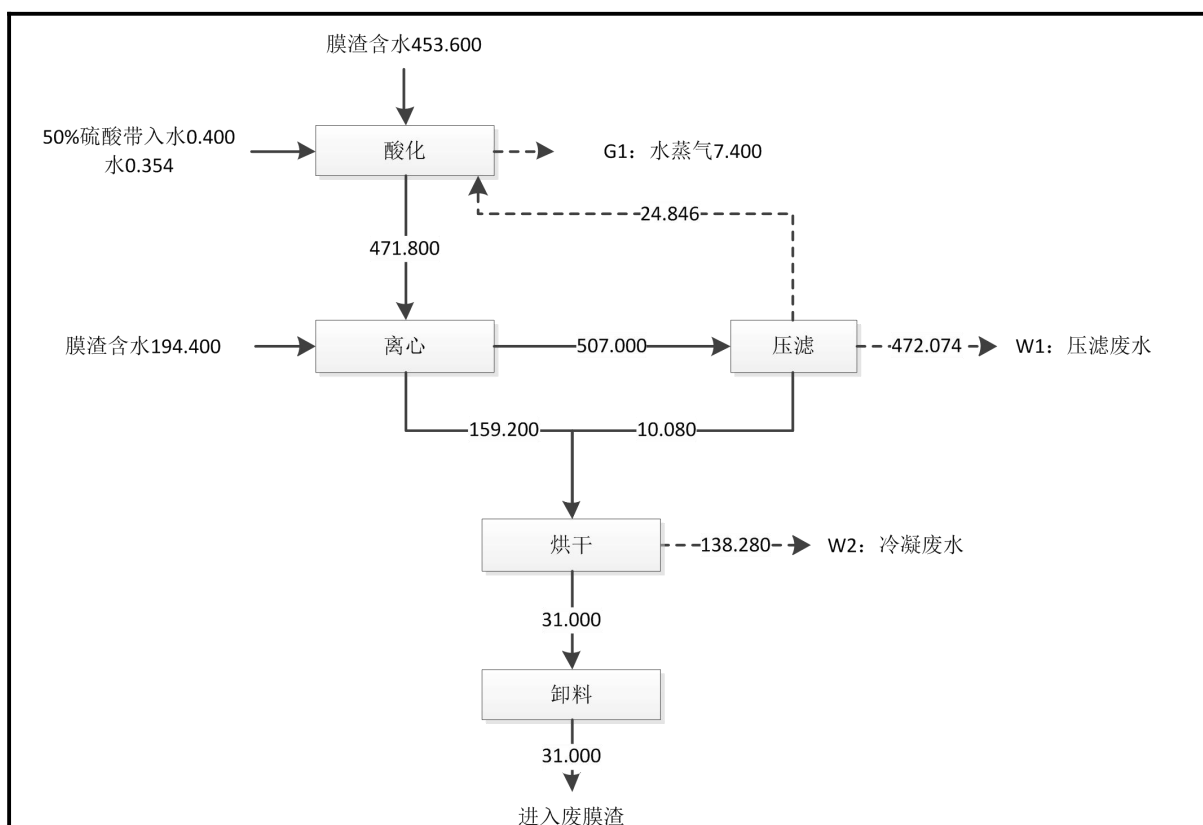 膜渣含水453.600
50%硫酸带入水0.400
水0.354
酸化
G1：水蒸气7.400
24.846
471.800
膜渣含水194.400
离心
507.000
压滤
472.074
W1：压滤废水
159.200
10.080
烘干
138.280
W2：冷凝废水
31.000
卸料
31.000
进入废膜渣